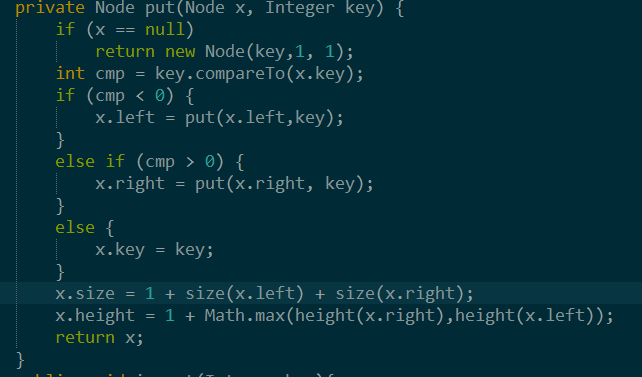 private Node put(Node x, Integer key) {
if (x == null)
return new Node(key,1, 1);
int cmp = key.compareTo(x.key);
if (cmp < 0) {
x.left = put(x.left,key);
}
else if (cmp > 0) {
x.right = put(x.right, key);
}
else {
x.key = key;
}
x.size = 1 + size(x.left) + size(x.right);
x.height = 1 + Math.max(height(x.right),height(x.left));
return x;
}